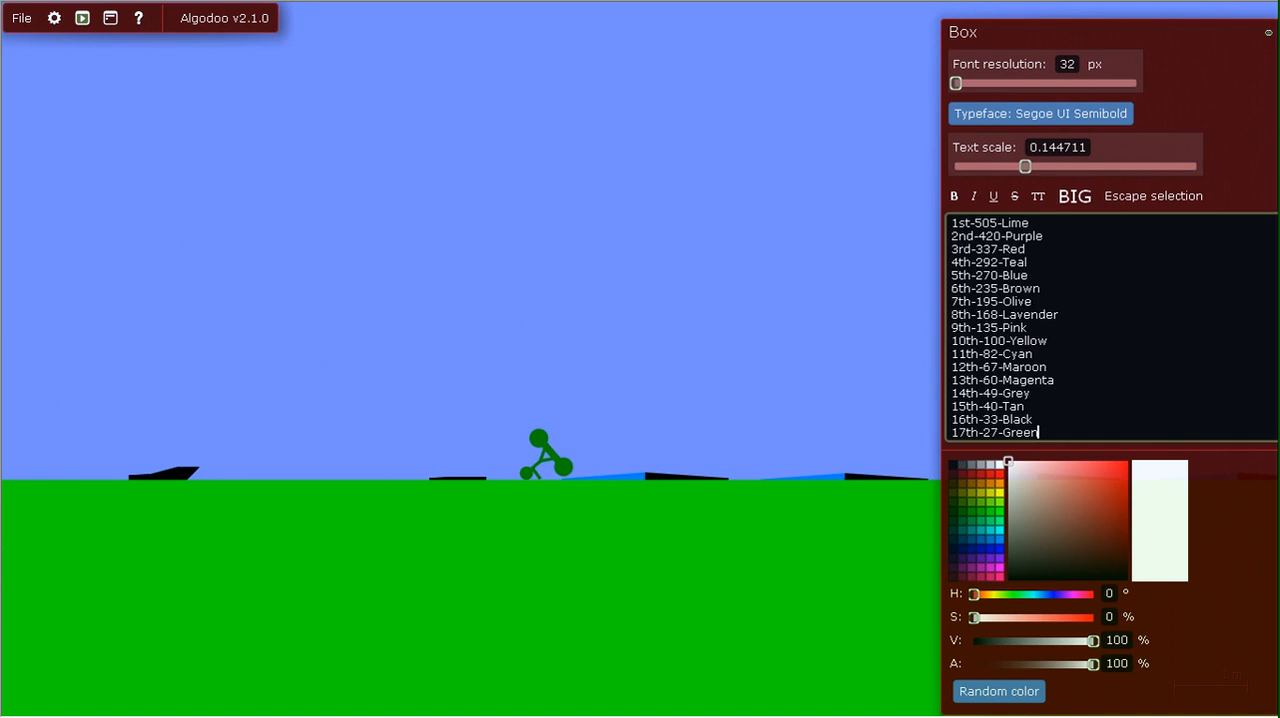 File ? Algodoo v2.1.0
Box
Font resolution: 32 px
Typeface: Segoe UI Semibold
Text scale: 0.144711
B I U S TT BIG Escape selection
1st-505-Lime
2nd-420-Purple
3rd-337-Red
4th-292-Teal
5th-270-Blue
6th-235-Brown
7th-195-Olive
8th-168-Lavender
9th-135-Pink
10th-100-Yellow
11th-82-Cyan
12th-67-Maroon
13th-60-Magenta
14th-49-Grey
15th-40-Tan
16th-33-Black
17th-27-Green
H: 0 °
S: 0 %
V: 100 %
A: 100 %
Random color